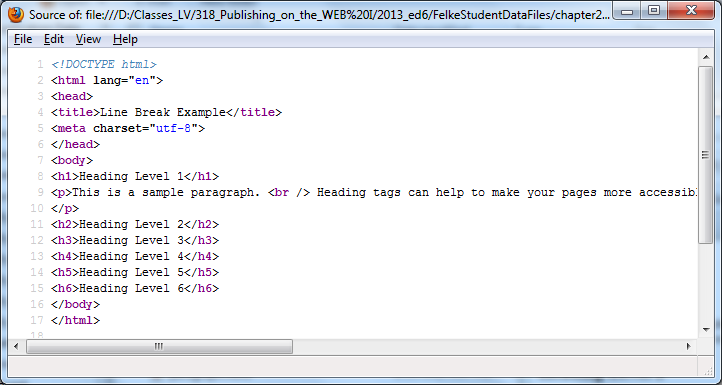 Source of: file:///D:/Classes_LV/318_Publishing_on_the_WEB%20I/2013_ed6/FelkeStudentDataFiles/chapter2...
File Edit View Help
1 <!DOCTYPE html>
2 <html lang="en">
3 <head>
4 <title>Line Break Example</title>
5 <meta charset="utf-8">
6 </head>
7 <body>
8 <h1>Heading Level 1</h1>
9 <p>This is a sample paragraph. <br /> Heading tags can help to make your pages more accessibl
10 </p>
11 <h2>Heading Level 2</h2>
12 <h3>Heading Level 3</h3>
13 <h4>Heading Level 4</h4>
14 <h5>Heading Level 5</h5>
15 <h6>Heading Level 6</h6>
16 </body>
17 </html>
18